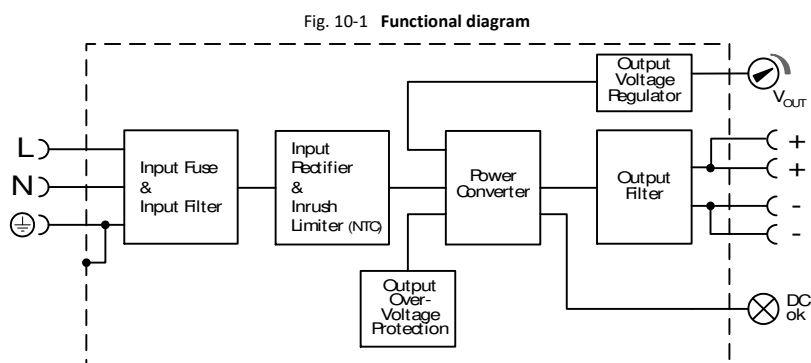 Fig. 10-1 Functional diagram
Output
Voltage
Regulator
V OUT
L
N
Input Fuse
&
Input Filter
Input
Rectifier
&
Inrush
Limiter (NTC)
Power
Converter
Output
Filter
+
+
-
-
Output
Over-
Voltage
Protection
DC
ok